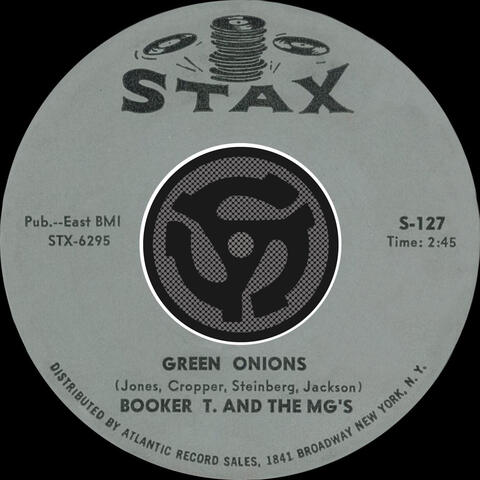 STAX
Pub.--East BMI
STX-6295
S-127
Time: 2:45
GREEN ONIONS
(Jones, Cropper, Steinberg, Jackson)
BOOKER T. AND THE MG'S
DISTRIBUTED BY ATLANTIC RECORD SALES, 1841 BROADWAY NEW YORK, N.Y.